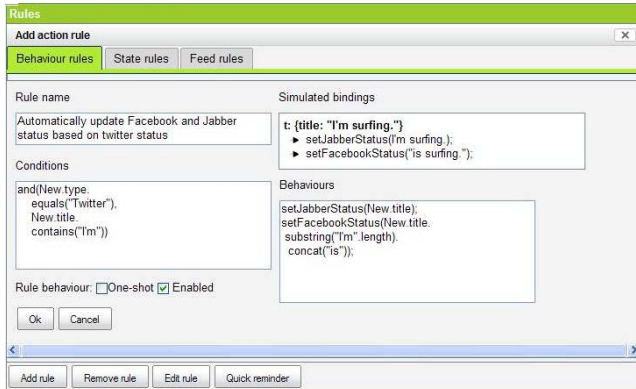 Rules
Add action rule
Behaviour rules State rules Feed rules
Rule name
Automatically update Facebook and Jabber
status based on twitter status
Conditions
and(New.type.
equals("Twitter"),
New.title.
contains("I'm"))
Simulated bindings
t: {title: "I'm surfing."}
► setJabberStatus(I'm surfing.);
► setFacebookStatus("is surfing.");
Behaviours
setJabberStatus(New.title);
setFacebookStatus(New.title.
substring("I'm".length).
concat("is"));
Rule behaviour: One-shot Enabled
Ok Cancel
Add rule Remove rule Edit rule Quick reminder